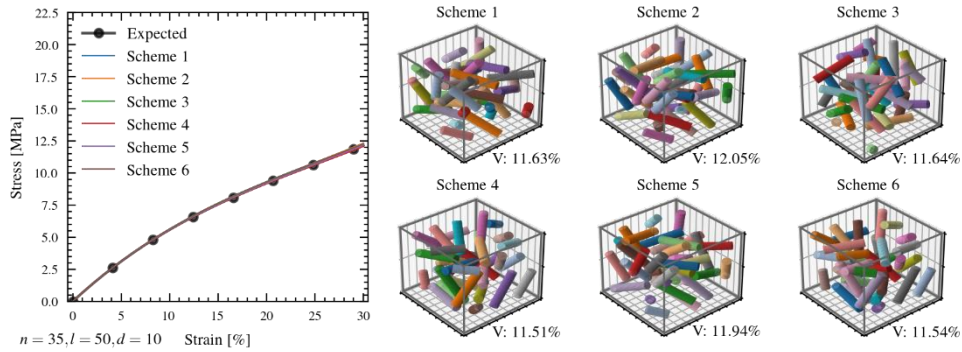 22.5
20.0
17.5
15.0
12.5
10.0
7.5
5.0
2.5
0.0
Stress [MPa]
Expected
Scheme 1
Scheme 2
Scheme 3
Scheme 4
Scheme 5
Scheme 6
0 5 10 15 20 25 30
n = 35, l = 50, d = 10 Strain [%]
Scheme 1
V: 11.63%
Scheme 2
V: 12.05%
Scheme 3
V: 11.64%
Scheme 4
V: 11.51%
Scheme 5
V: 11.94%
Scheme 6
V: 11.54%